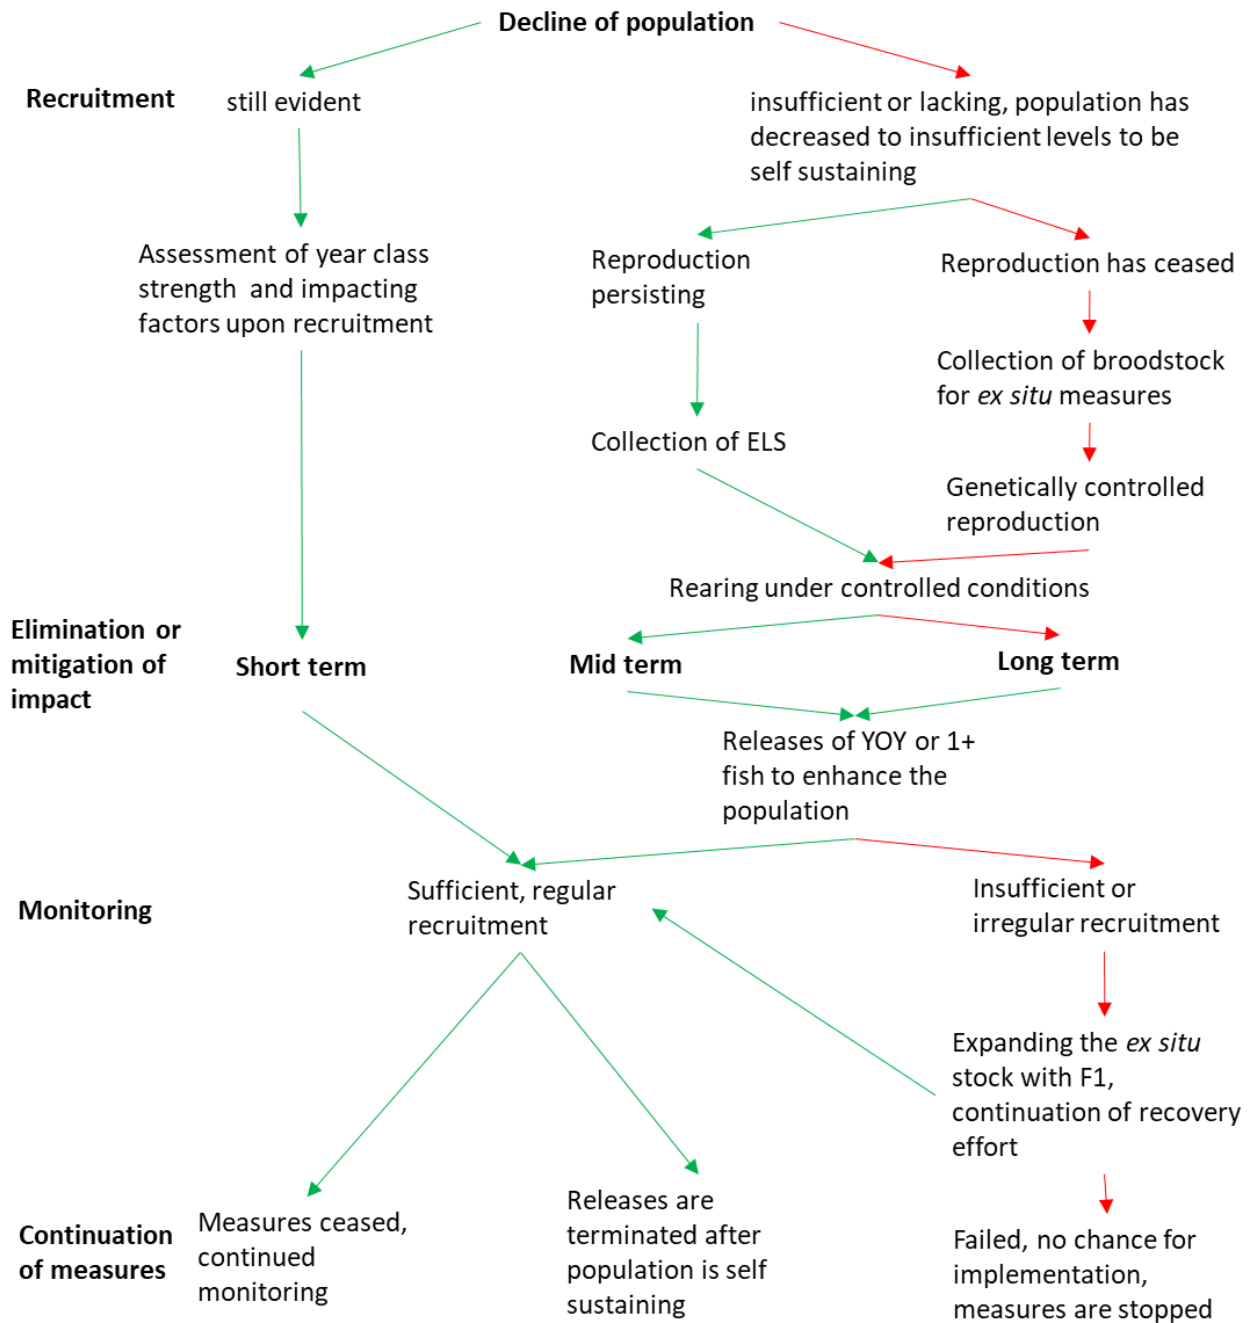 Decline of population
Recruitment
still evident
insufficient or lacking, population has
decreased to insufficient levels to be
self sustaining
Assessment of year class
strength and impacting
factors upon recruitment
Reproduction
persisting
Reproduction has ceased
Collection of broodstock
for ex situ measures
Collection of ELS
Genetically controlled
reproduction
Rearing under controlled conditions
Elimination or
mitigation of
impact
Short term
Mid term
Long term
Releases of YOY or 1+
fish to enhance the
population
Monitoring
Sufficient, regular
recruitment
Insufficient or
irregular recruitment
Expanding the ex situ
stock with F1,
continuation of recovery
effort
Continuation
of measures
Measures ceased,
continued
monitoring
Releases are
terminated after
population is self
sustaining
Failed, no chance for
implementation,
measures are stopped